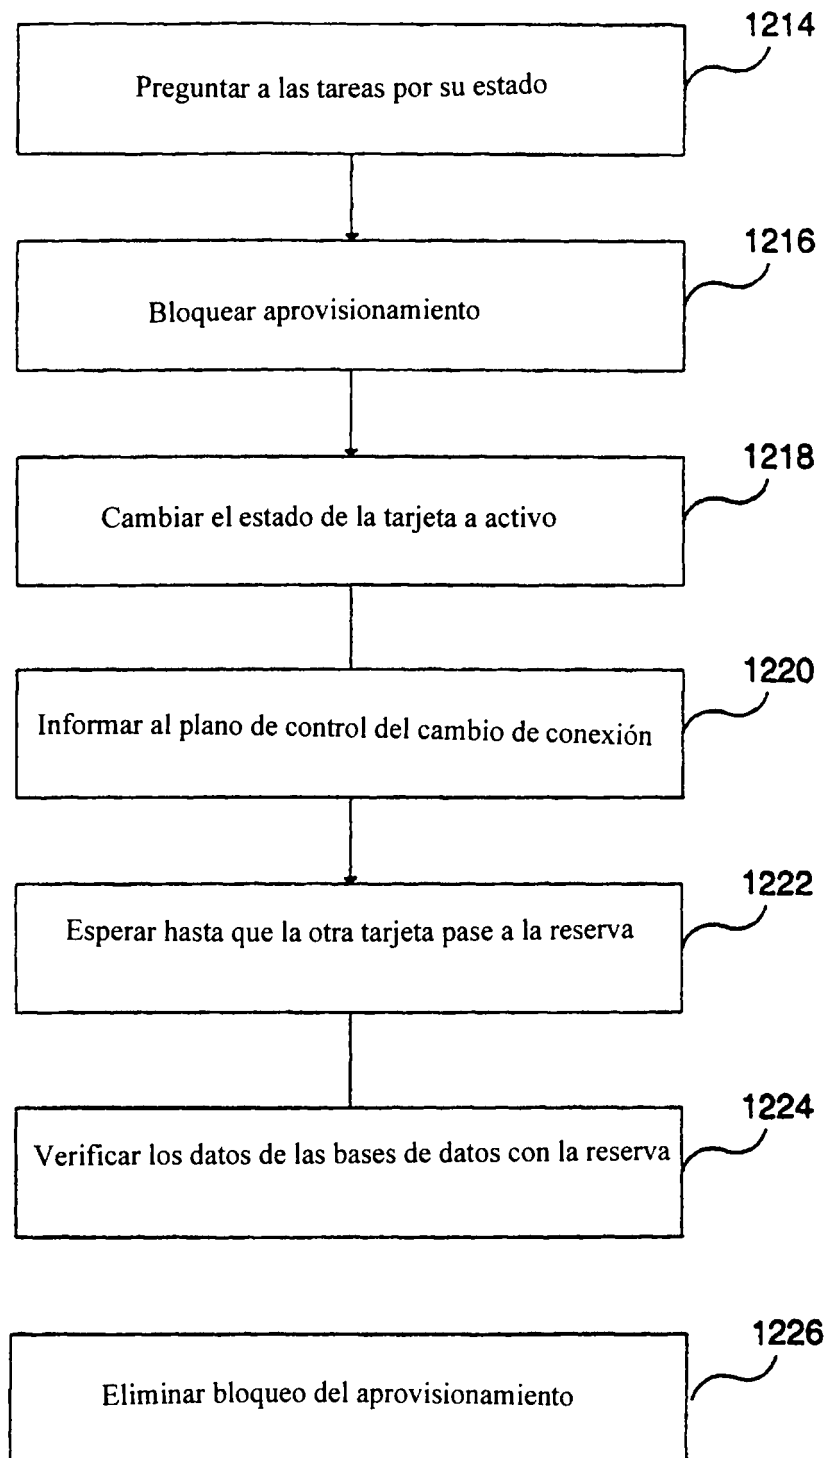 1214
Preguntar a las tareas por su estado
1216
Bloquear aprovisionamiento
1218
Cambiar el estado de la tarjeta a activo
1220
Informar al plano de control del cambio de conexión
1222
Esperar hasta que la otra tarjeta pase a la reserva
1224
Verificar los datos de las bases de datos con la reserva
1226
Eliminar bloqueo del aprovisionamiento